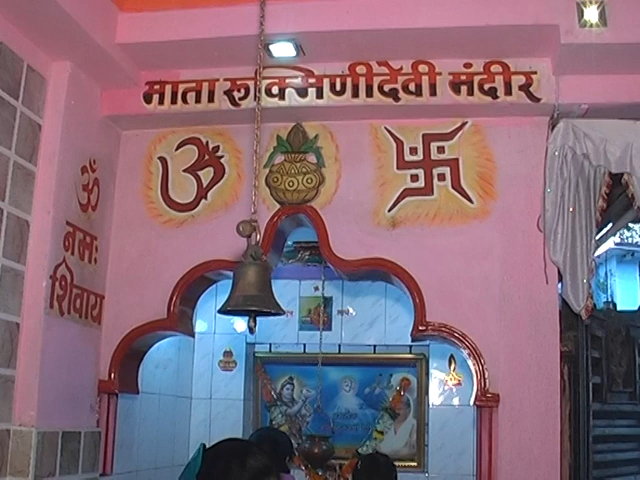 माता रूक्मिणीदेवी मंदीर
ॐ
ॐ
नमः
शिवाय